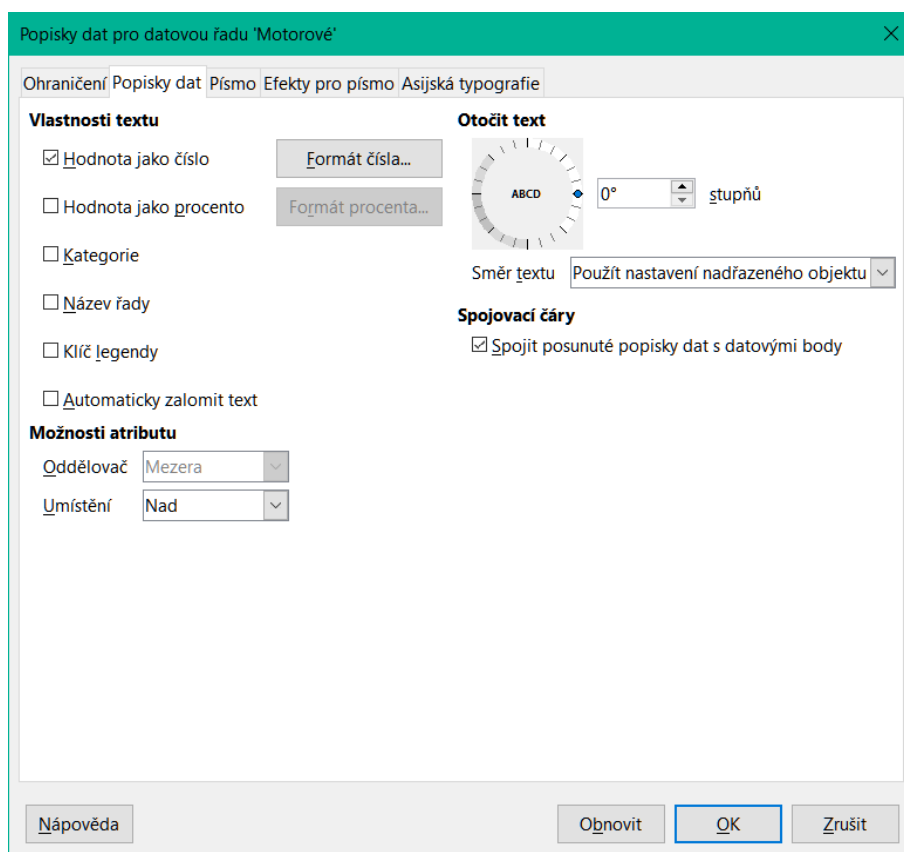 Popisky dat pro datovou řadu 'Motorové'
Ohraničení Popisky dat Písmo Efekty pro písmo Asijská typografie
Vlastnosti textu
Hodnota jako číslo Formát čísla...
Hodnota jako procento Formát procenta...
Kategorie
Název řady
Klíč legendy
Automaticky zalomit text
Možnosti atributu
Oddělovač Mezera
Umístění Nad
Otočit text
ABCD 0° stupňů
Směr textu Použít nastavení nadřazeného objektu
Spojovací čáry
Spojit posunuté popisky dat s datovými body
Nápověda Obnovit OK Zrušit